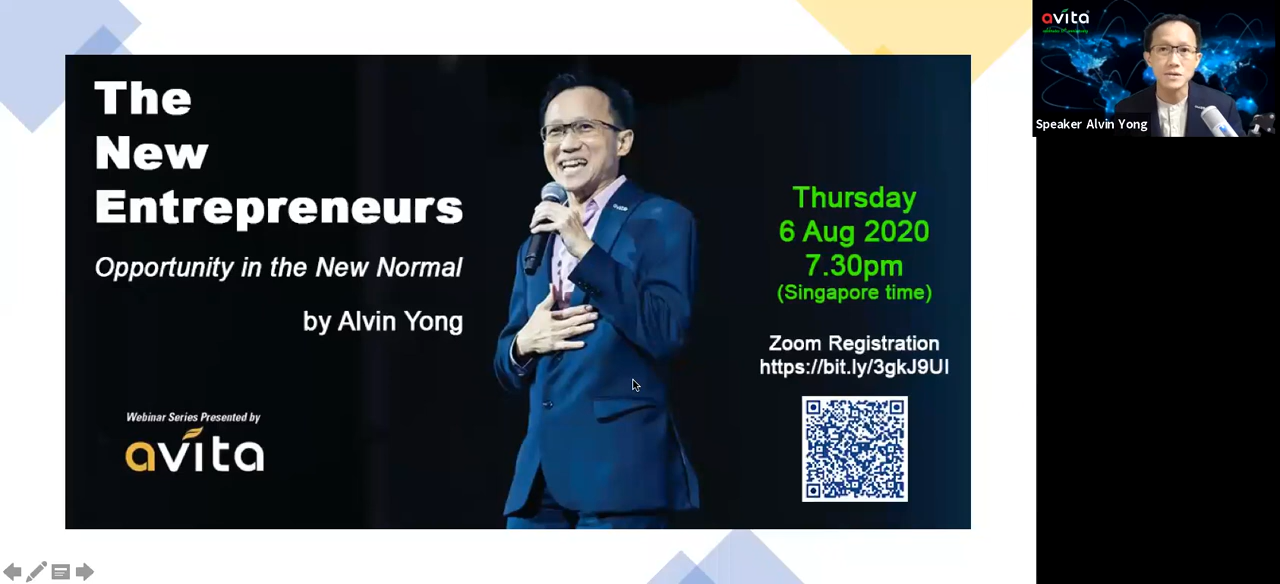 The
New
Entrepreneurs
Opportunity in the New Normal
by Alvin Yong
Webinar Series Presented by
avita
Thursday
6 Aug 2020
7.30pm
(Singapore time)
Zoom Registration
https://bit.ly/3gkJ9UI
avita
Speaker Alvin Yong